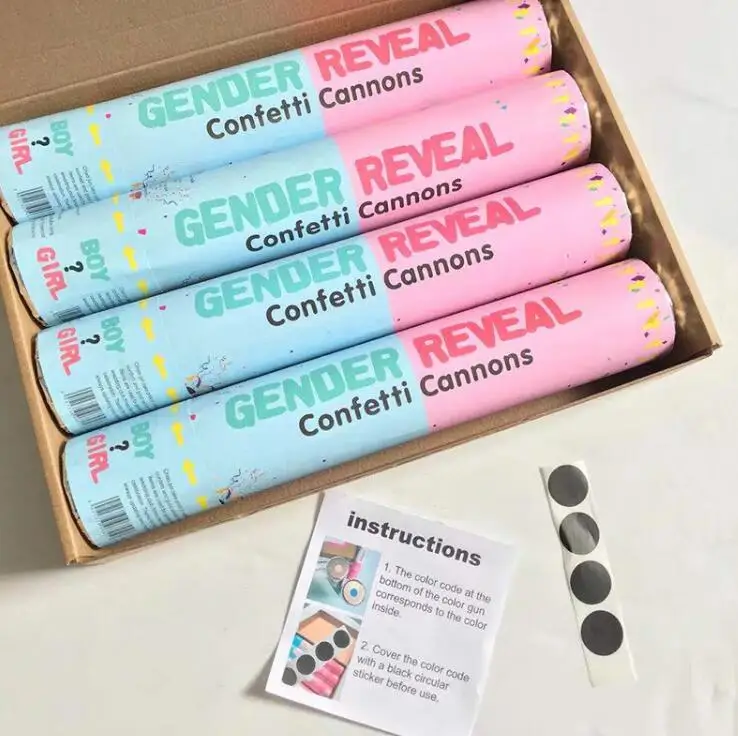 GENDER REVEAL
Confetti Cannons
BOY
?
GIRL
GENDER REVEAL
Confetti Cannons
BOY
?
GIRL
GENDER REVEAL
Confetti Cannons
BOY
?
GIRL
GENDER REVEAL
Confetti Cannons
BOY
?
GIRL
instructions
1. The color code at the
bottom of the color gun
corresponds to the color
inside.
2. Cover the color code
with a black circular
sticker before use.